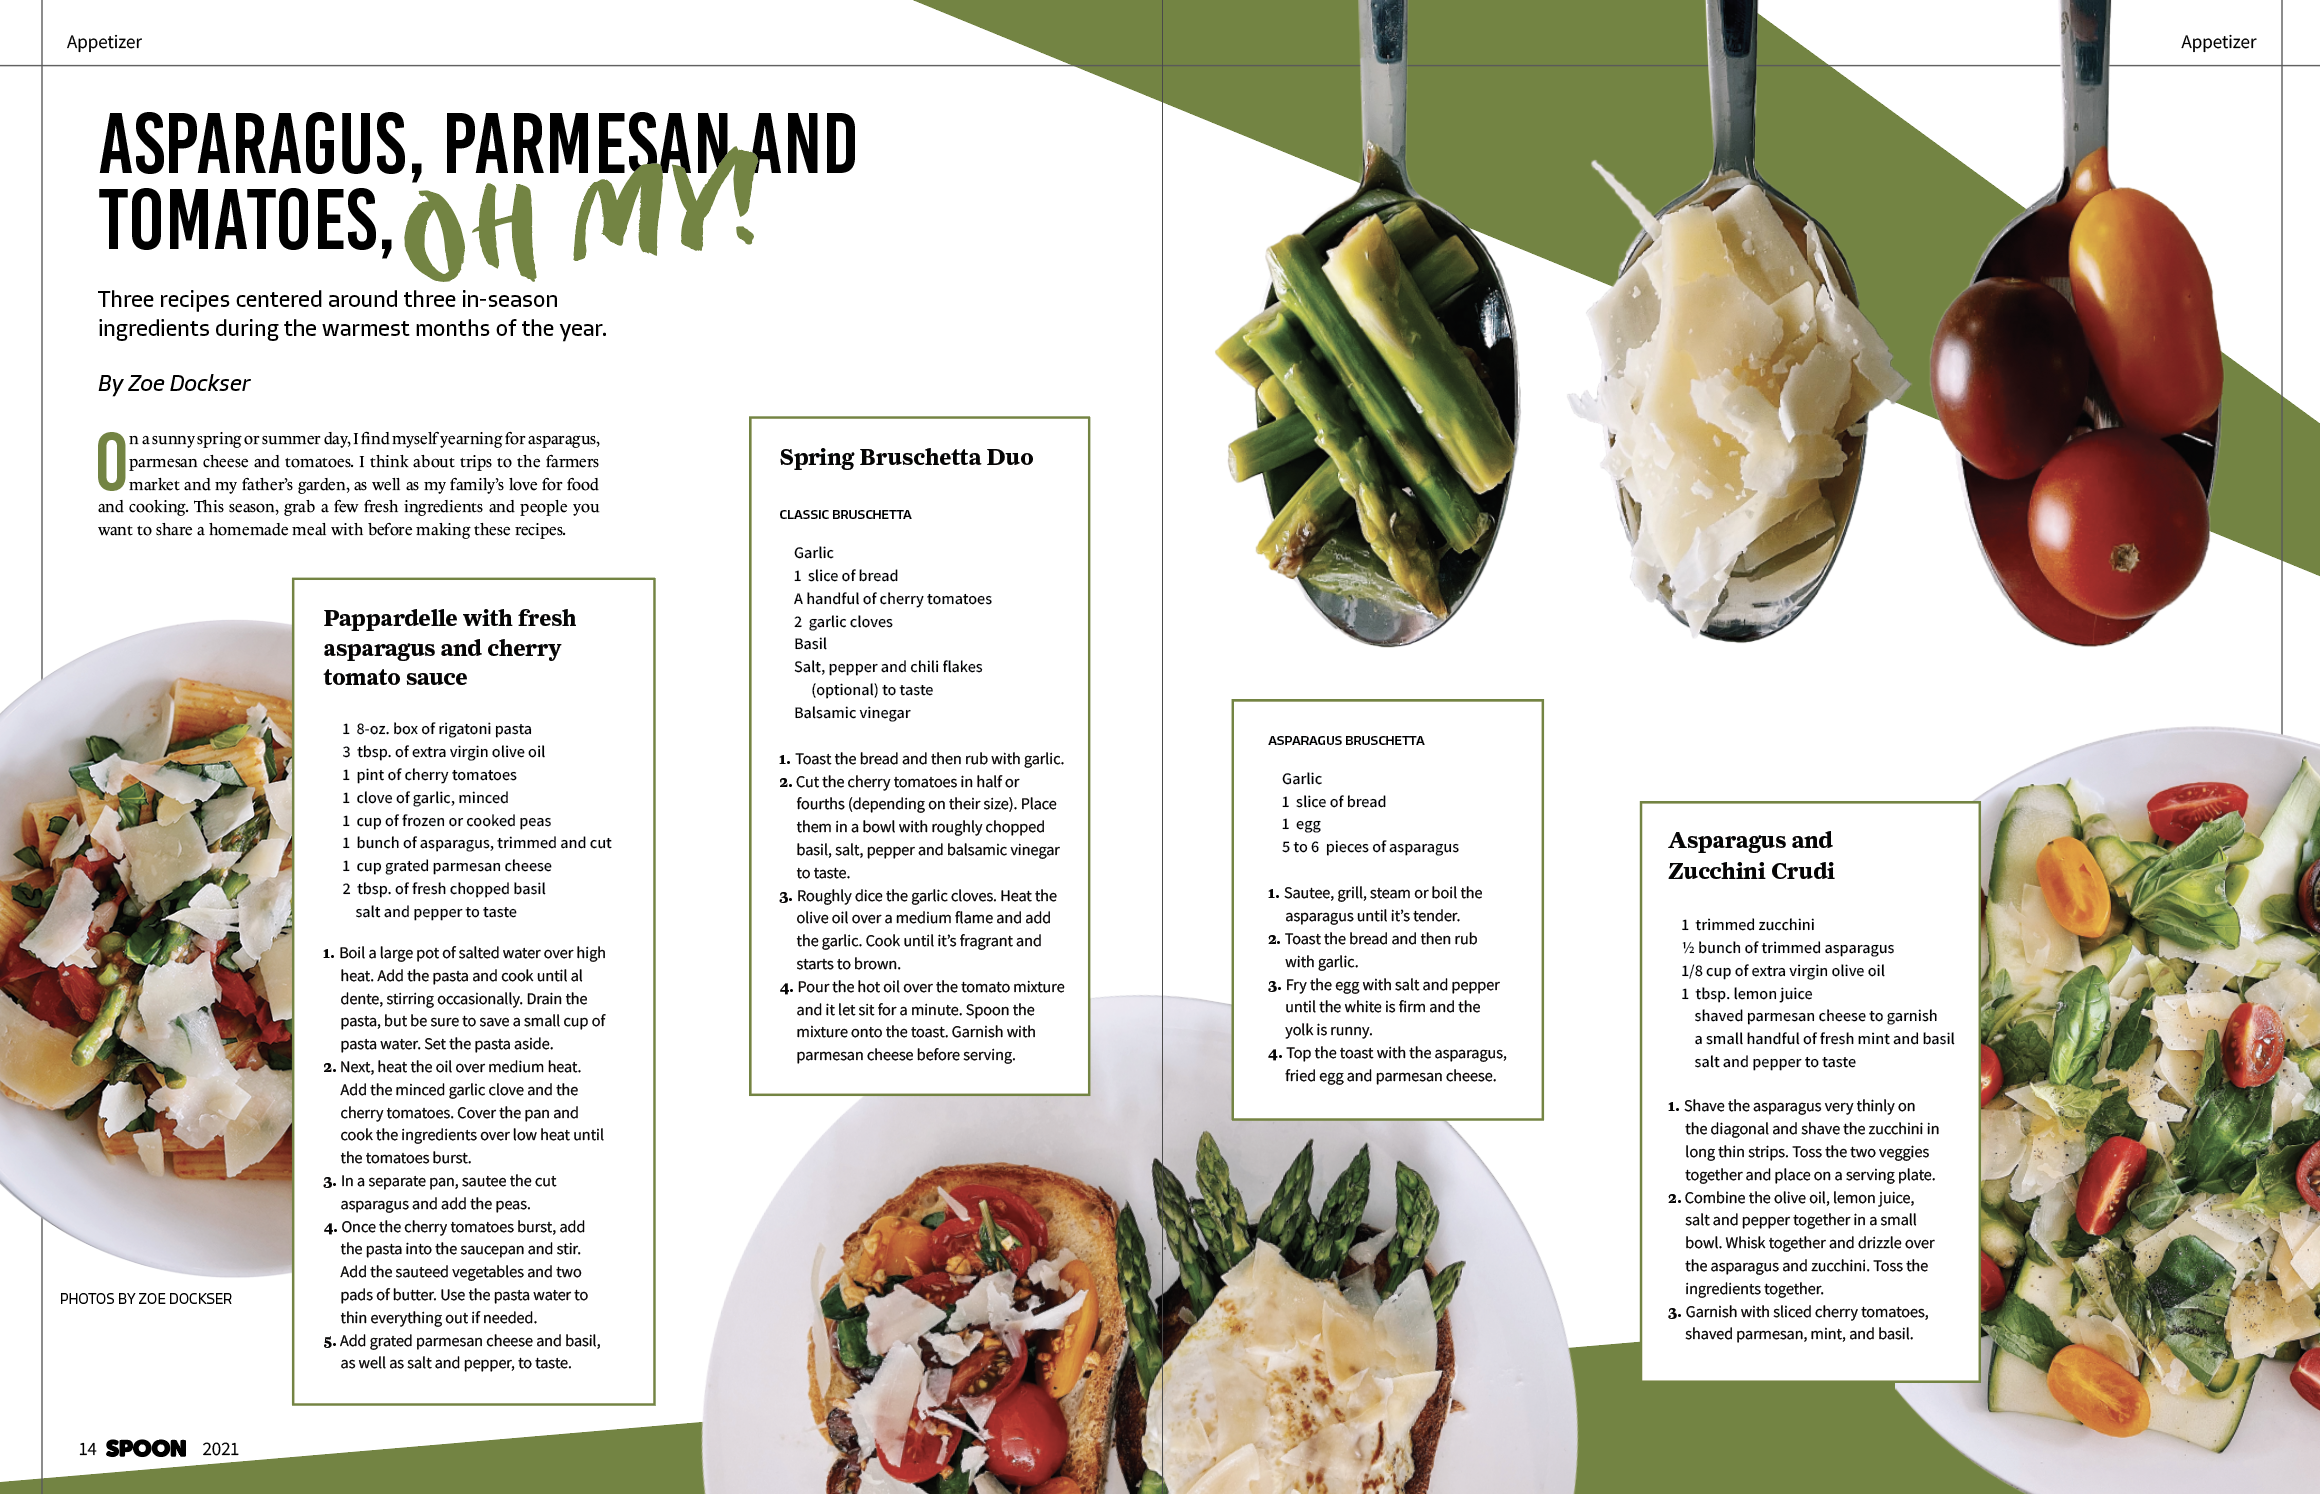 Appetizer
Appetizer
ASPARAGUS, PARMESAN AND
TOMATOES, OH MY!
Three recipes centered around three in-season
ingredients during the warmest months of the year.
By Zoe Dockser
On a sunny spring or summer day, I find myself yearning for asparagus,
parmesan cheese and tomatoes. I think about trips to the farmers
market and my father's garden, as well as my family's love for food
and cooking. This season, grab a few fresh ingredients and people you
want to share a homemade meal with before making these recipes.
Pappardelle with fresh
asparagus and cherry
tomato sauce
1 8-oz. box of rigatoni pasta
3 tbsp. of extra virgin olive oil
1 pint of cherry tomatoes
1 clove of garlic, minced
1 cup of frozen or cooked peas
1 bunch of asparagus, trimmed and cut
1 cup grated parmesan cheese
2 tbsp. of fresh chopped basil
salt and pepper to taste
1. Boil a large pot of salted water over high
heat. Add the pasta and cook until al
dente, stirring occasionally. Drain the
pasta, but be sure to save a small cup of
pasta water. Set the pasta aside.
2. Next, heat the oil over medium heat.
Add the minced garlic clove and the
cherry tomatoes. Cover the pan and
cook the ingredients over low heat until
the tomatoes burst.
3. In a separate pan, sautee the cut
asparagus and add the peas.
4. Once the cherry tomatoes burst, add
the pasta into the saucepan and stir.
Add the sauteed vegetables and two
pads of butter. Use the pasta water to
thin everything out if needed.
5. Add grated parmesan cheese and basil,
as well as salt and pepper, to taste.
PHOTOS BY ZOE DOCKSER
14 SPOON 2021
Spring Bruschetta Duo
CLASSIC BRUSCHETTA
Garlic
1 slice of bread
A handful of cherry tomatoes
2 garlic cloves
Basil
Salt, pepper and chili flakes
(optional) to taste
Balsamic vinegar
1. Toast the bread and then rub with garlic.
2. Cut the cherry tomatoes in half or
fourths (depending on their size). Place
them in a bowl with roughly chopped
basil, salt, pepper and balsamic vinegar
to taste.
3. Roughly dice the garlic cloves. Heat the
olive oil over a medium flame and add
the garlic. Cook until it's fragrant and
starts to brown.
4. Pour the hot oil over the tomato mixture
and it let sit for a minute. Spoon the
mixture onto the toast. Garnish with
parmesan cheese before serving.
ASPARAGUS BRUSCHETTA
Garlic
1 slice of bread
1 egg
5 to 6 pieces of asparagus
1. Sautee, grill, steam or boil the
asparagus until it's tender.
2. Toast the bread and then rub
with garlic.
3. Fry the egg with salt and pepper
until the white is firm and the
yolk is runny.
4. Top the toast with the asparagus,
fried egg and parmesan cheese.
Asparagus and
Zucchini Crudi
1 trimmed zucchini
½ bunch of trimmed asparagus
1/8 cup of extra virgin olive oil
1 tbsp. lemon juice
shaved parmesan cheese to garnish
a small handful of fresh mint and basil
salt and pepper to taste
1. Shave the asparagus very thinly on
the diagonal and shave the zucchini in
long thin strips. Toss the two veggies
together and place on a serving plate.
2. Combine the olive oil, lemon juice,
salt and pepper together in a small
bowl. Whisk together and drizzle over
the asparagus and zucchini. Toss the
ingredients together.
3. Garnish with sliced cherry tomatoes,
shaved parmesan, mint, and basil.